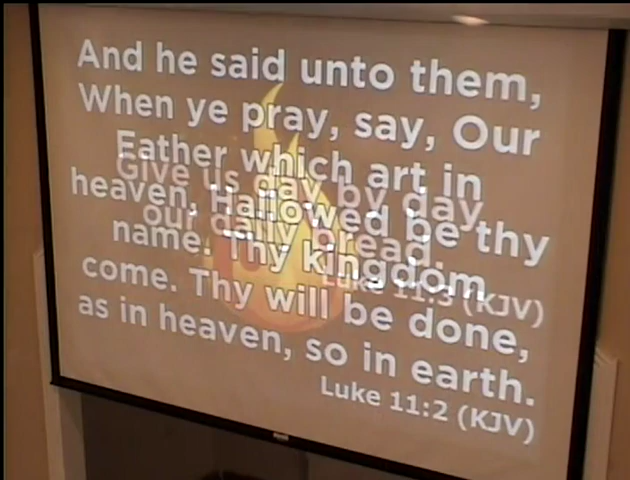 And he said unto them,
When ye pray, say, Our
Father which art in
Give us day by day
heaven, Hallowed be thy
our daily bread.
name. Thy kingdom
Luke 11:3 (KJV)
come. Thy will be done,
as in heaven, so in earth.
Luke 11:2 (KJV)